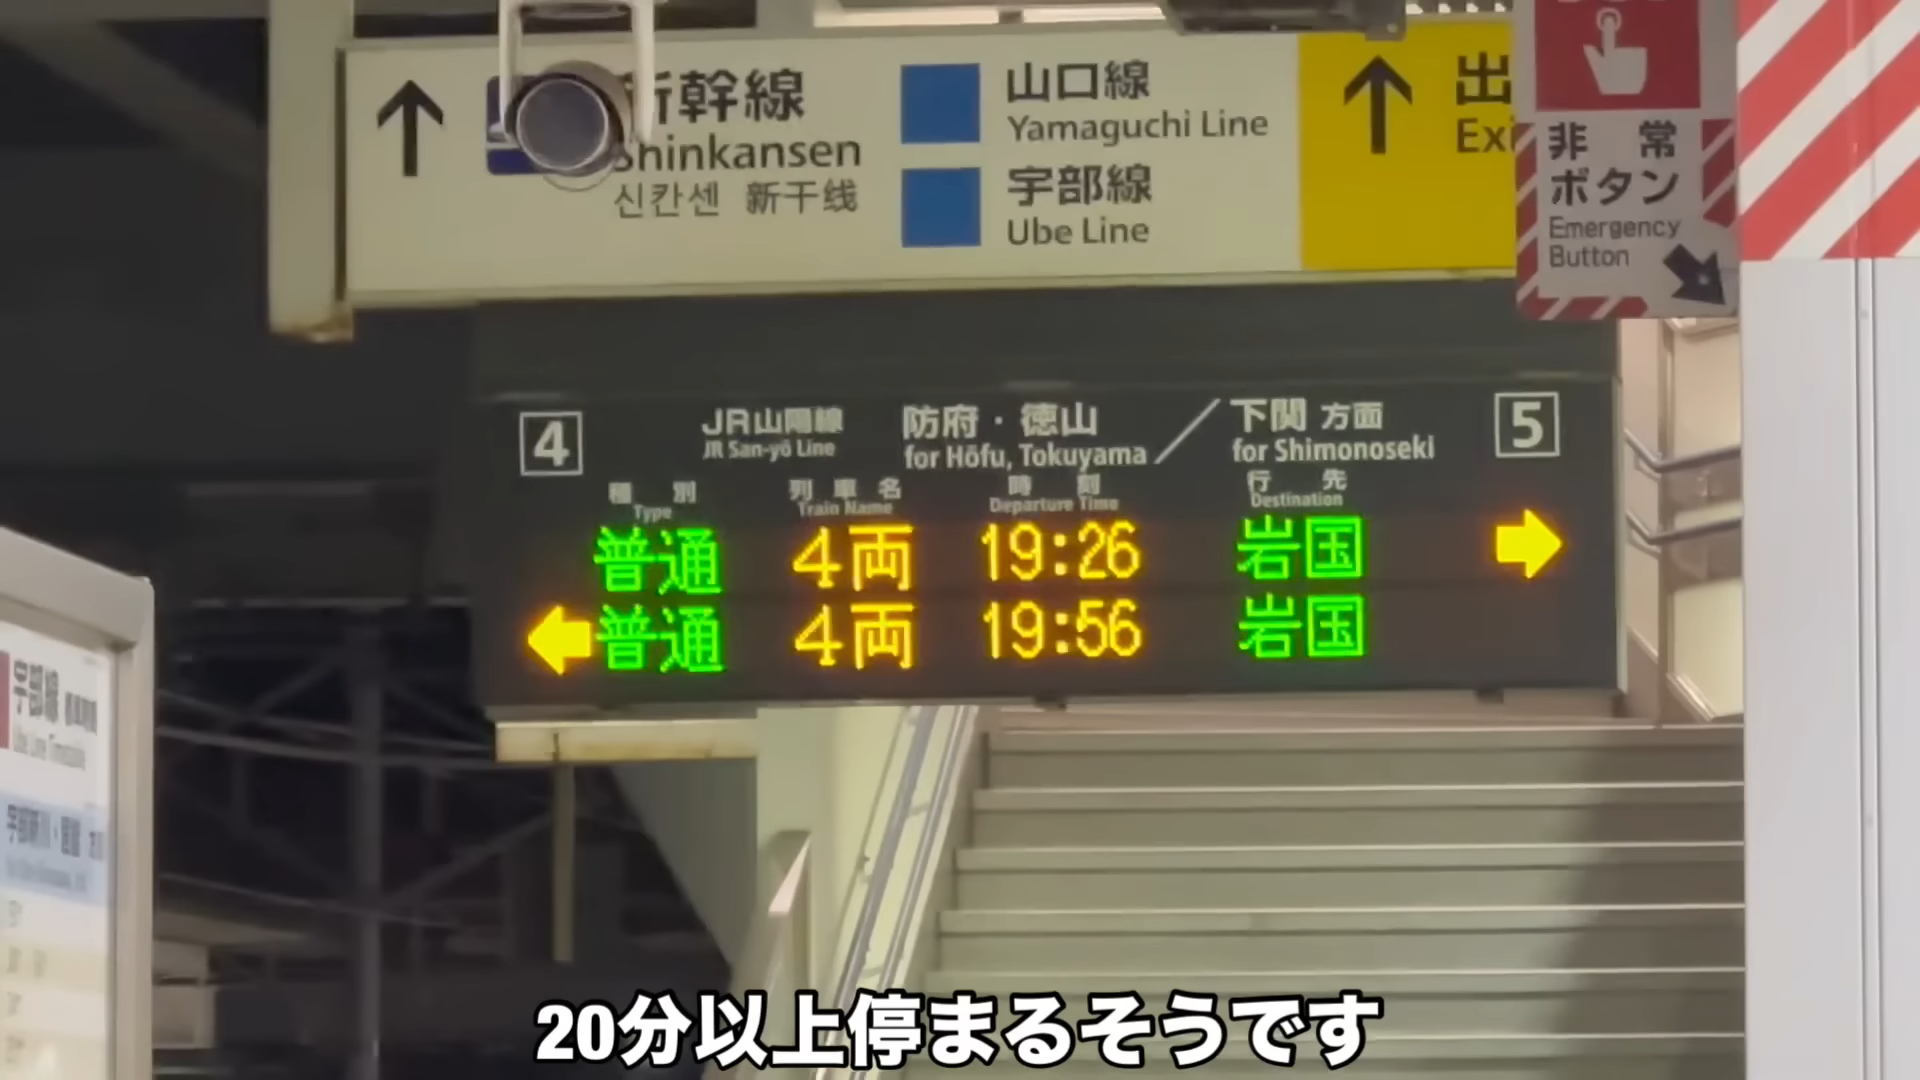 新幹線
Shinkansen
신칸센 新干线
山口線
Yamaguchi Line
宇部線
Ube Line
出
Exi
非常
ボタン
Emergency
Button
4
JR山陽線
JR San-yō Line
防府・徳山
for Hōfu, Tokuyama
下関 方面
for Shimonoseki
5
種別
Type
列車名
Train Name
時刻
Departure Time
行先
Destination
普通 4両 19:26 岩国
普通 4両 19:56 岩国
宇部線
Ube Line
20分以上停まるそうです